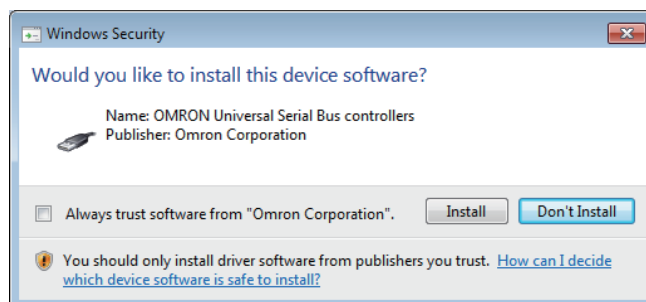 Windows Security
Would you like to install this device software?
Name: OMRON Universal Serial Bus controllers
Publisher: Omron Corporation
Always trust software from "Omron Corporation".
Install
Don't Install
You should only install driver software from publishers you trust. How can I decide
which device software is safe to install?